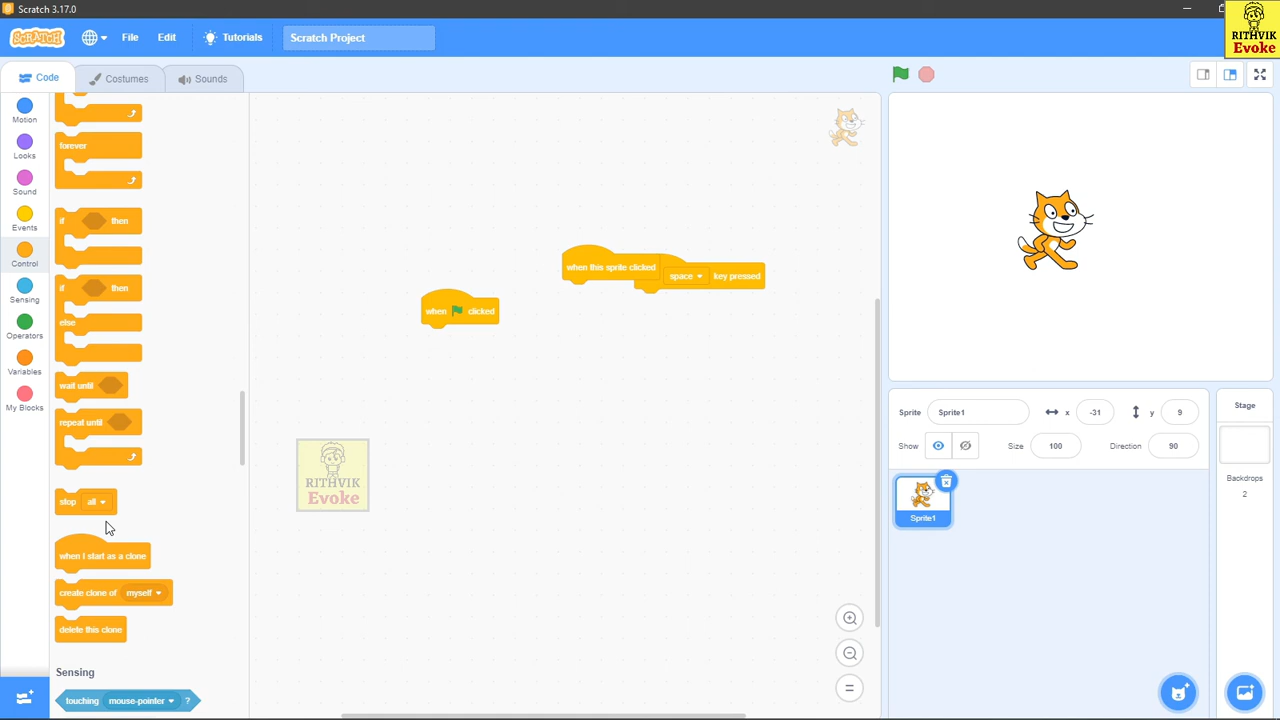 Scratch 3.17.0
RITHVIK
Evoke
SCRATCH
File
Edit
Tutorials
Scratch Project
Code
Costumes
Sounds
Motion
Looks
Sound
Events
Control
Sensing
Operators
Variables
My Blocks
forever
if then
if then
else
wait until
repeat until
stop all
when I start as a clone
create clone of myself
delete this clone
Sensing
touching mouse-pointer ?
when this sprite clicked
space key pressed
when clicked
RITHVIK
Evoke
Sprite Sprite1 x -31 y 9
Show Size 100 Direction 90
Sprite1
Stage
Backdrops
2